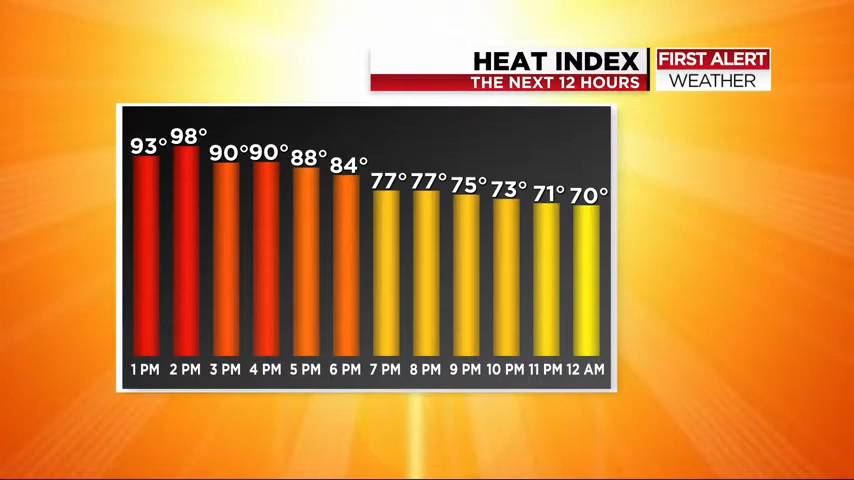 HEAT INDEX
THE NEXT 12 HOURS
FIRST ALERT
WEATHER
93° 98° 90° 90° 88° 84° 77° 77° 75° 73° 71° 70°
1 PM 2 PM 3 PM 4 PM 5 PM 6 PM 7 PM 8 PM 9 PM 10 PM 11 PM 12 AM